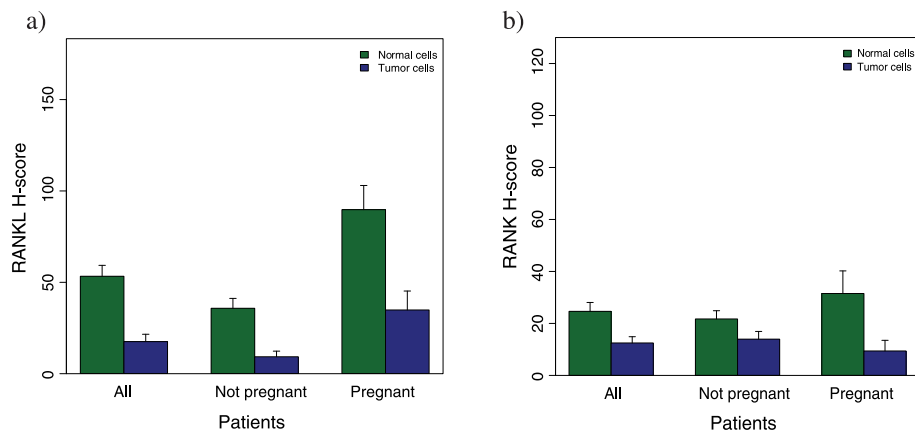 a)
Normal cells
Tumor cells
RANKL H-score
150
100
50
0
All
Not pregnant
Pregnant
Patients
b)
Normal cells
Tumor cells
RANK H-score
120
100
80
60
40
20
0
All
Not pregnant
Pregnant
Patients